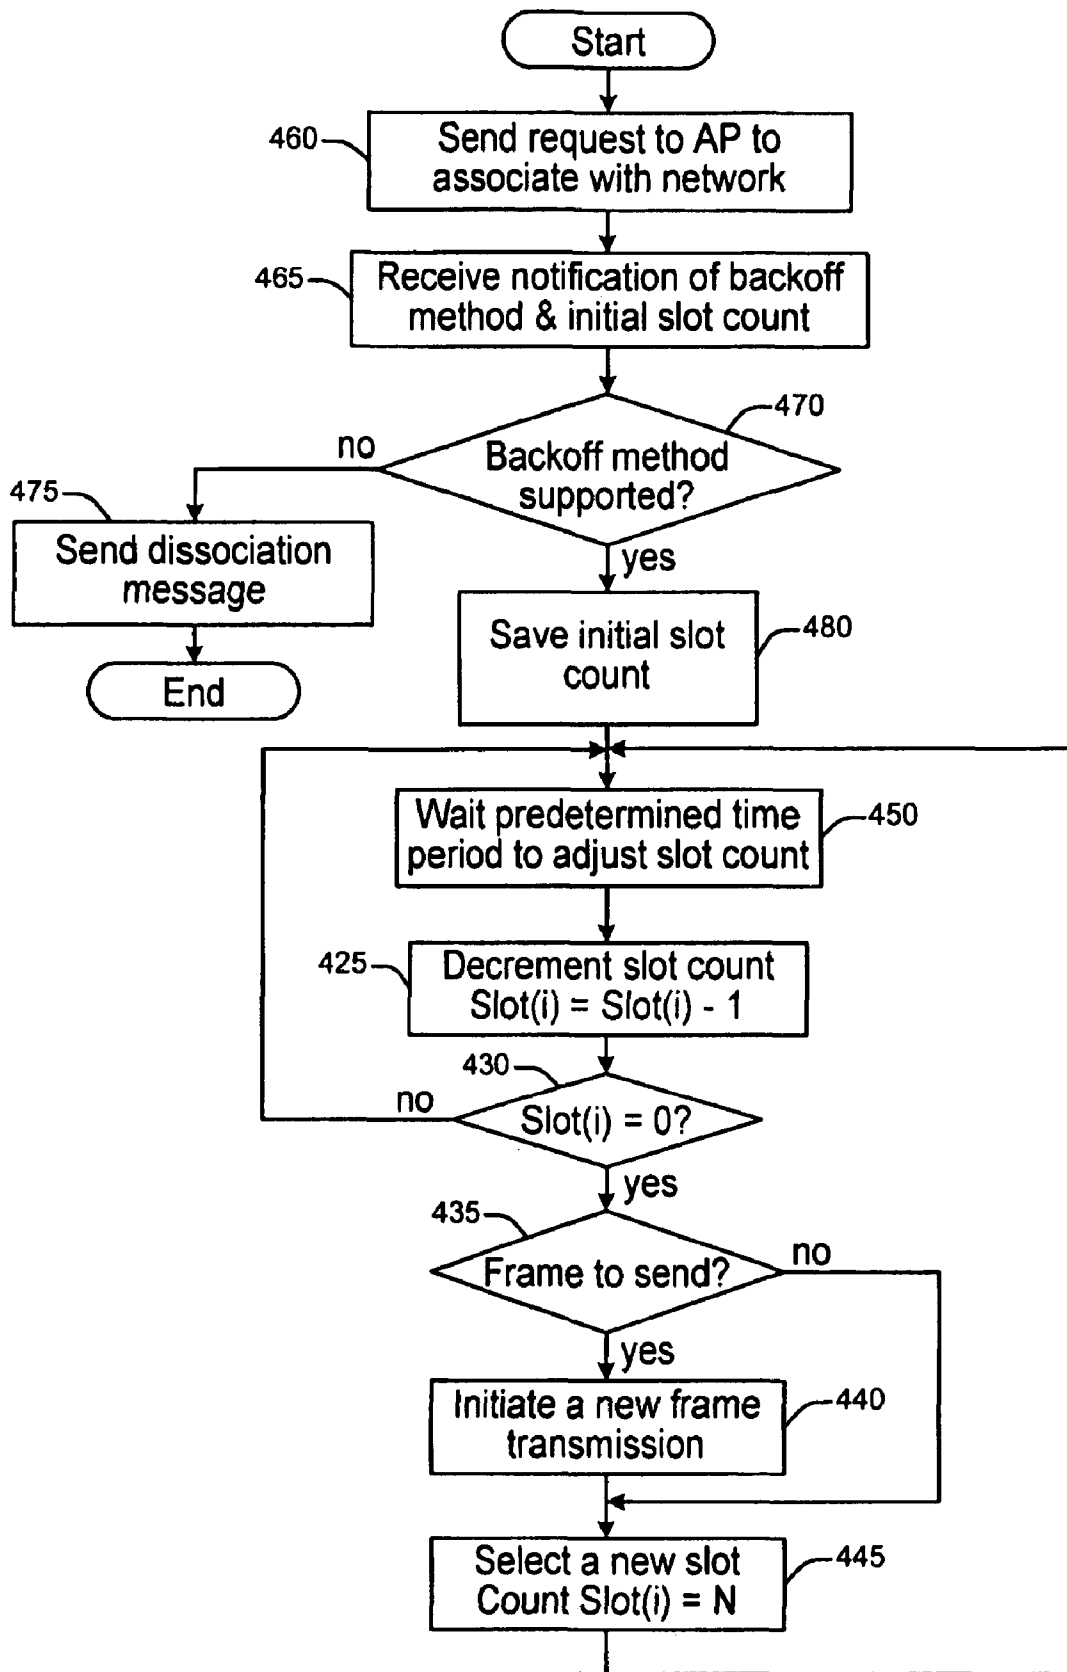 Start
460
Send request to AP to
associate with network
465
Receive notification of backoff
method & initial slot count
470
no
Backoff method
supported?
475
yes
Send dissociation
message
480
Save initial slot
count
End
Wait predetermined time
period to adjust slot count
450
425
Decrement slot count
Slot(i) = Slot(i) - 1
430
no
Slot(i) = 0?
yes
435
no
Frame to send?
yes
Initiate a new frame
transmission
440
Select a new slot
Count Slot(i) = N
445